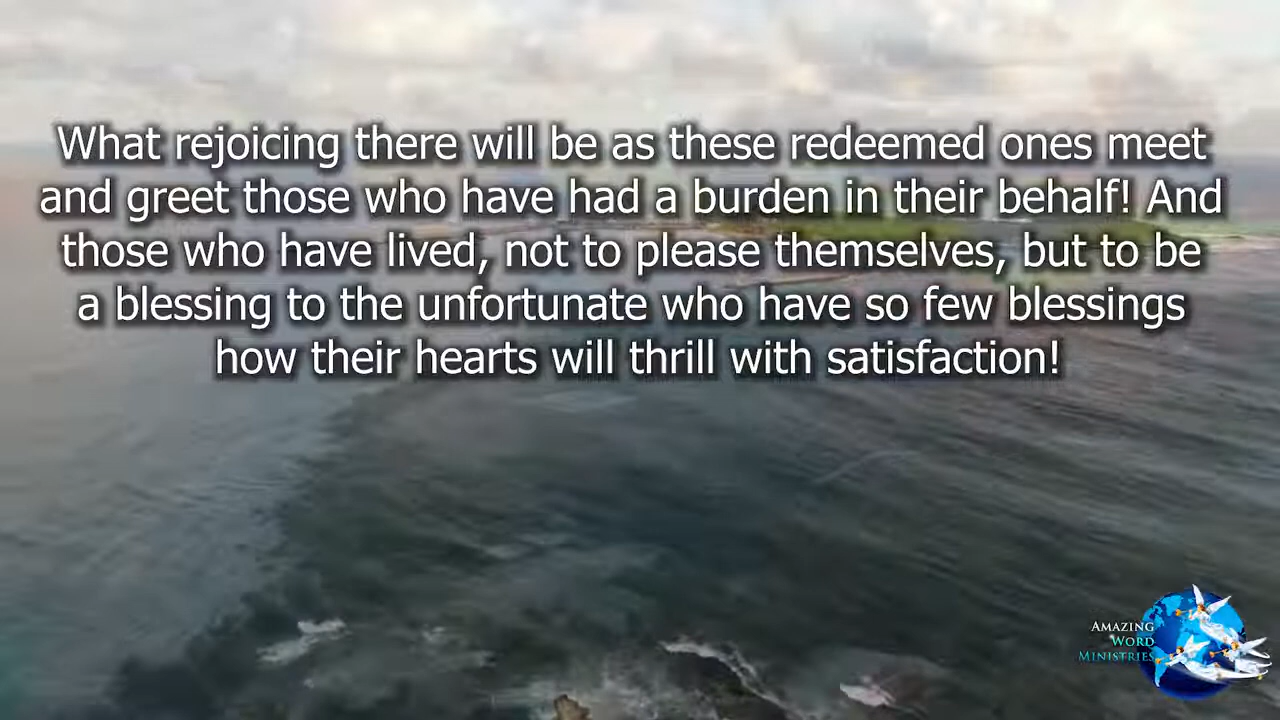 What rejoicing there will be as these redeemed ones meet
and greet those who have had a burden in their behalf! And
those who have lived, not to please themselves, but to be
a blessing to the unfortunate who have so few blessings
how their hearts will thrill with satisfaction!
AMAZING
WORD
MINISTRIES